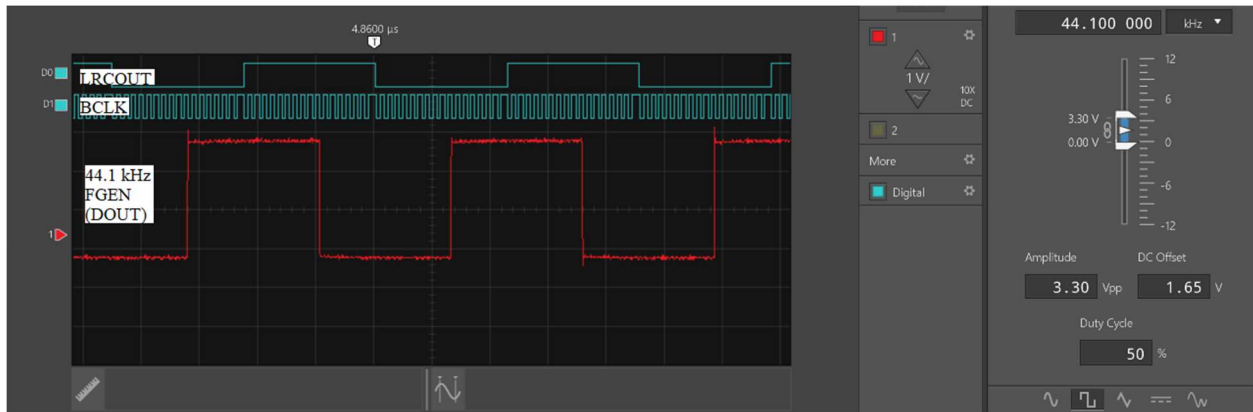 4.8600 µs
T
D0
LRCOUT
D1
BCLK
44.1 kHz
FGEN
(DOUT)
1
1
1 V/
10X
DC
2
More
Digital
44.100 000 kHz
12
6
3.30 V
0.00 V
0
-6
-12
Amplitude DC Offset
3.30 Vpp 1.65 V
Duty Cycle
50 %